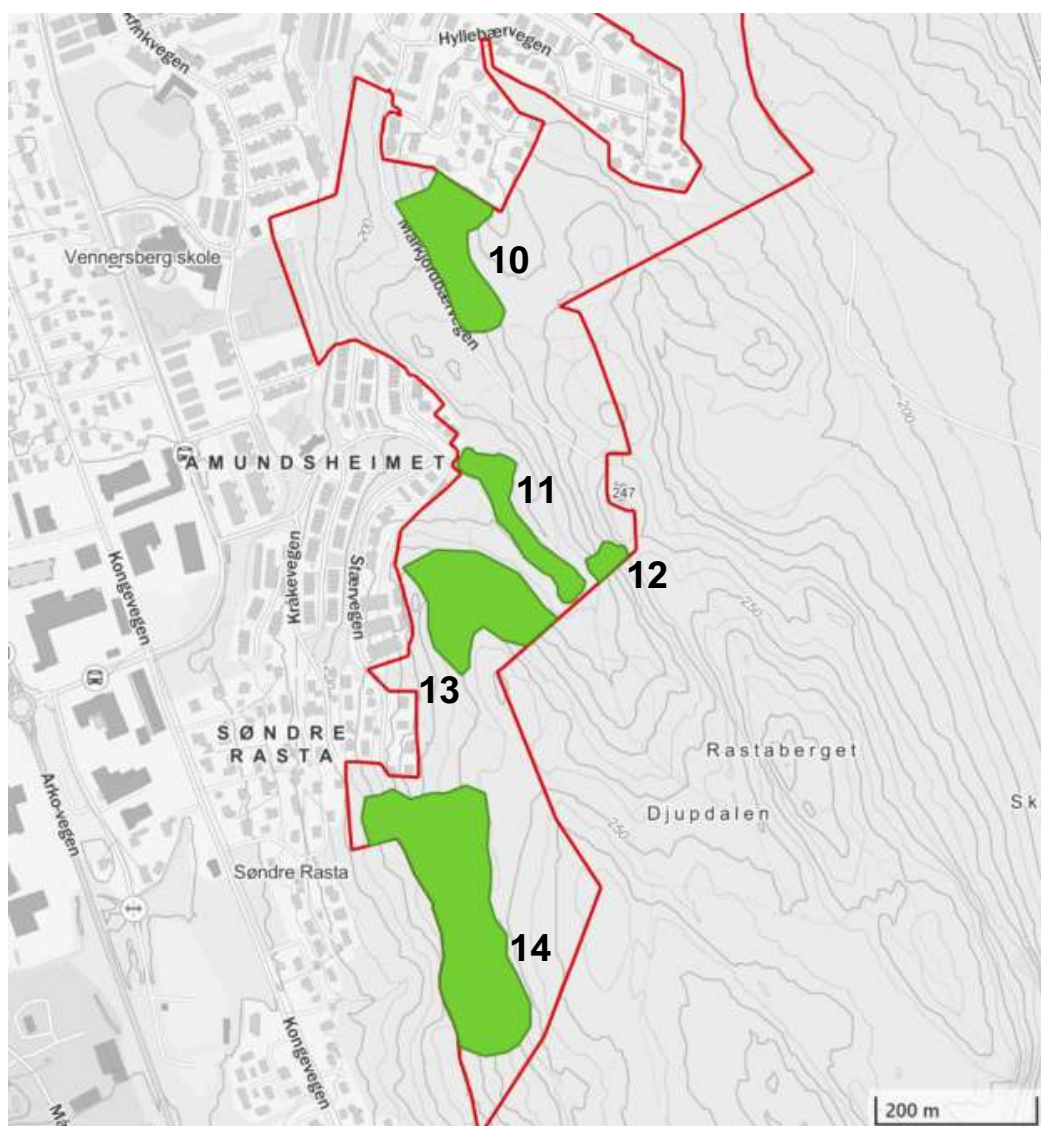 Hyllebærvegen
200
Vennersberg skole
Markjordbærvegen
10
AMUNDSHEIMET
11
247
12
Kongevegen
Kråkevegen
Stærvegen
250
13
SØNDRE
RASTA
Rastaberget
Djupdalen
Sk
250
Arko-vegen
Søndre Rasta
14
Kongevegen
200
200 m